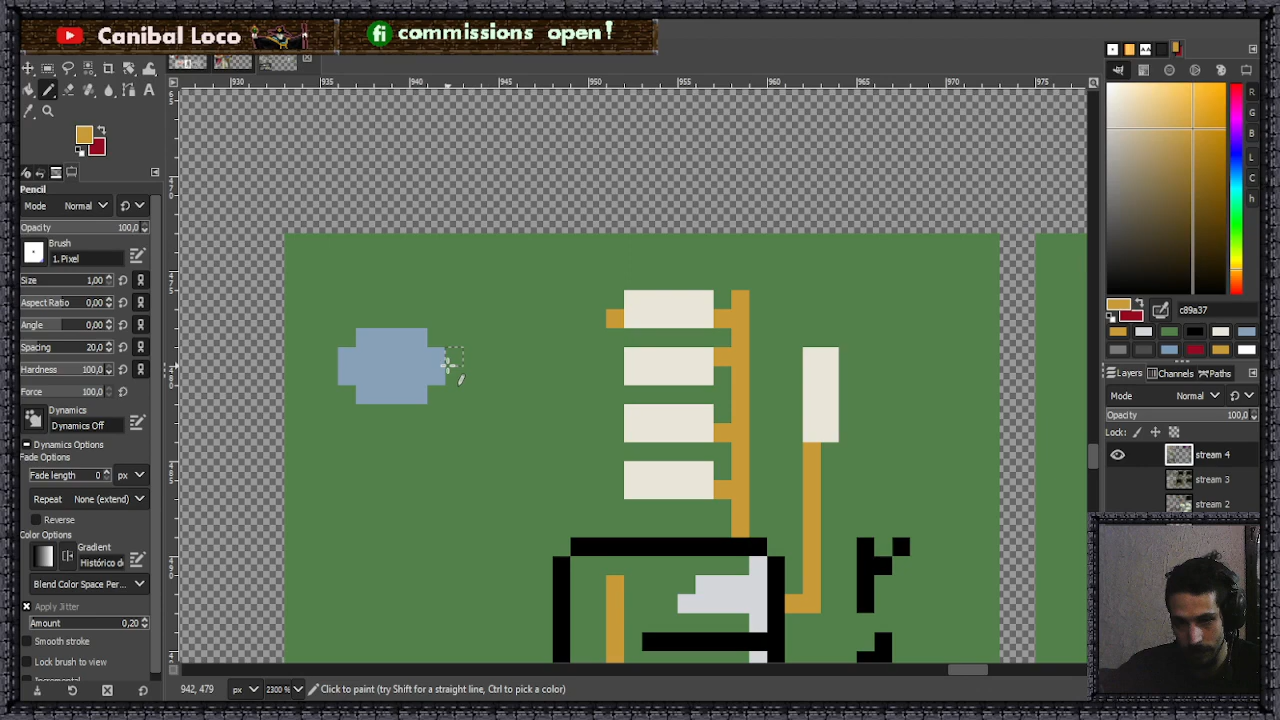 Canibal Loco
fi commissions open!
930
935
940
945
950
955
960
965
970
975
Pencil
Mode Normal
Opacity 100,0
Brush
1. Pixel
Size 1,00
Aspect Ratio 0,00
Angle 0,00
Spacing 20,0
Hardness 100,0
Force 100,0
Dynamics
Dynamics Off
Dynamics Options
Fade Options
Fade length 0 px
Repeat None (extend)
Reverse
Color Options
Gradient
Histórico d
Blend Color Space Per...
Apply Jitter
Amount 0,20
Smooth stroke
Lock brush to view
Incremental
942, 479 px 2300 % Click to paint (try Shift for a straight line, Ctrl to pick a color)
R
G
B
L
C
h
c89a37
Layers Channels Paths
Mode Normal
Opacity 100,0
Lock:
stream 4
stream 3
stream 2